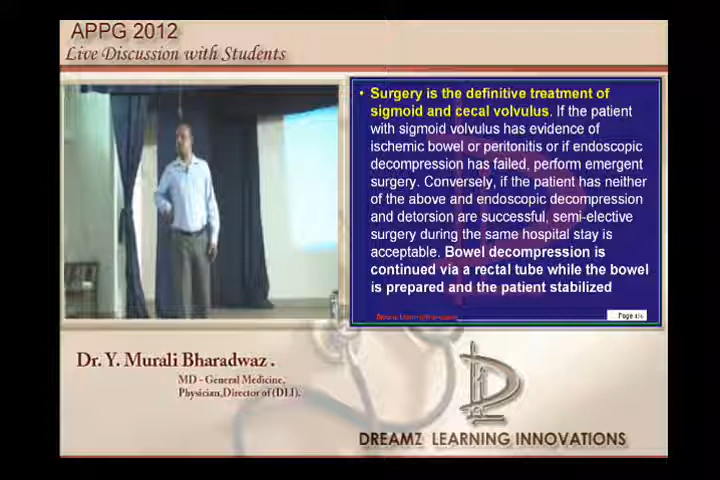 APPG 2012
Live Discussion with Students
• Surgery is the definitive treatment of
sigmoid and cecal volvulus. If the patient
with sigmoid volvulus has evidence of
ischemic bowel or peritonitis or if endoscopic
decompression has failed, perform emergent
surgery. Conversely, if the patient has neither
of the above and endoscopic decompression
and detorsion are successful, semi-elective
surgery during the same hospital stay is
acceptable. Bowel decompression is
continued via a rectal tube while the bowel
is prepared and the patient stabilized
Page
Dr. Y. Murali Bharadwaz .
MD - General Medicine,
Physician,Director of (DLI).
DREAMZ LEARNING INNOVATIONS